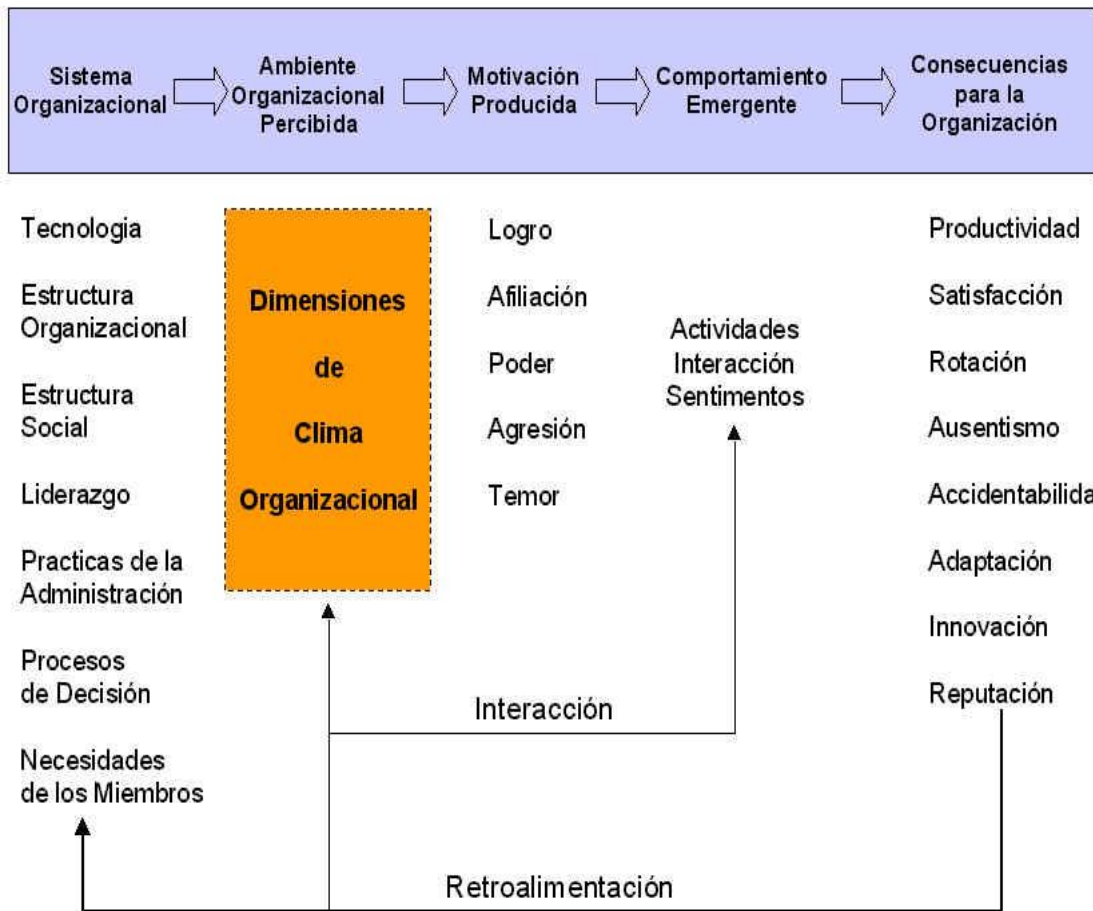 Sistema
Organizacional
Ambiente
Organizacional
Percibida
Motivación
Producida
Comportamiento
Emergente
Consecuencias
para la
Organización
Tecnologia
Estructura
Organizacional
Estructura
Social
Liderazgo
Practicas de la
Administración
Procesos
de Decisión
Necesidades
de los Miembros
Dimensiones
de
Clima
Organizacional
Logro
Afiliación
Poder
Agresión
Temor
Actividades
Interacción
Sentimentos
Productividad
Satisfacción
Rotación
Ausentismo
Accidentabilida
Adaptación
Innovación
Reputación
Interacción
Retroalimentación